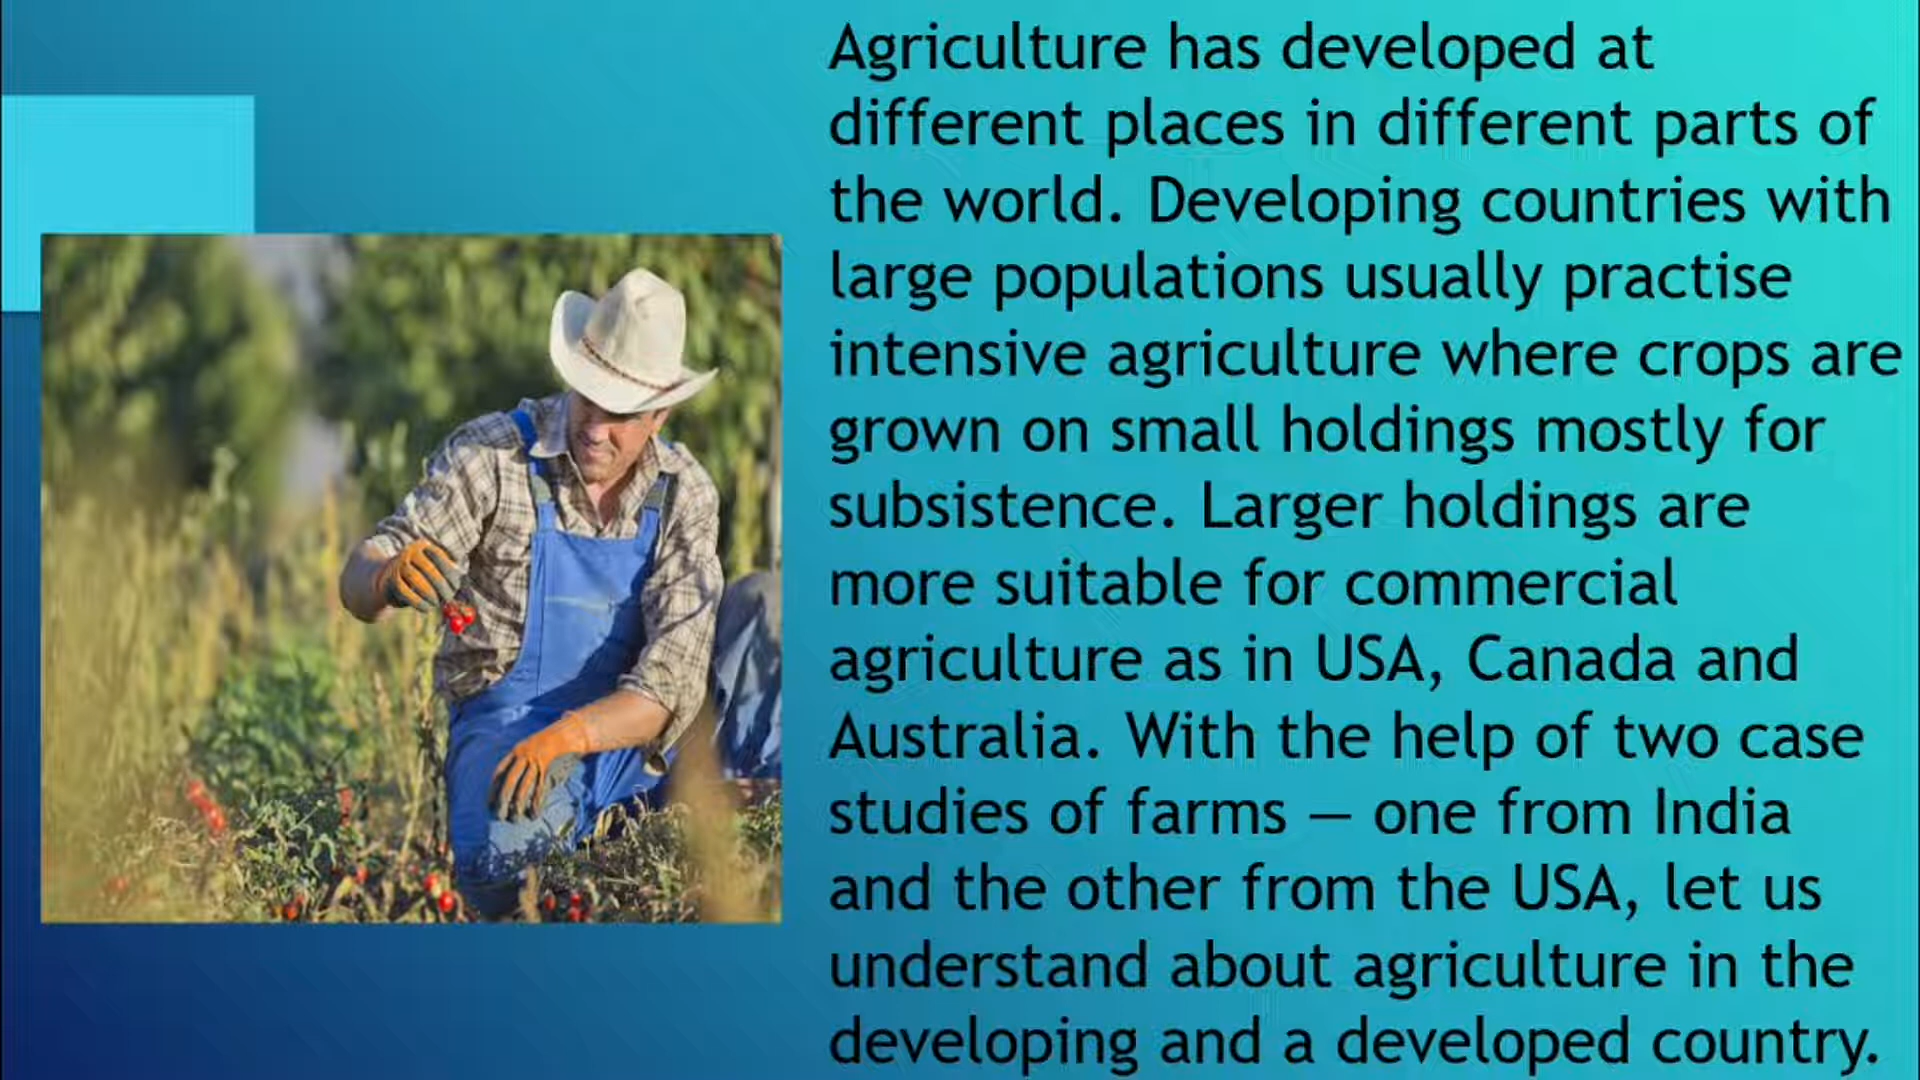 Agriculture has developed at
different places in different parts of
the world. Developing countries with
large populations usually practise
intensive agriculture where crops are
grown on small holdings mostly for
subsistence. Larger holdings are
more suitable for commercial
agriculture as in USA, Canada and
Australia. With the help of two case
studies of farms — one from India
and the other from the USA, let us
understand about agriculture in the
developing and a developed country.